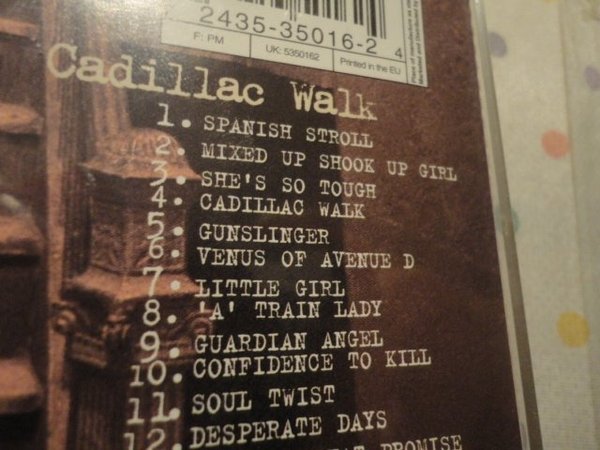 2435-35016-2 4
F: PM
UK: 5350162
Printed in the EU
Cadillac Walk
1. SPANISH STROLL
2. MIXED UP SHOOK UP GIRL
3. SHE'S SO TOUGH
4. CADILLAC WALK
5. GUNSLINGER
6. VENUS OF AVENUE D
7. LITTLE GIRL
8. 'A' TRAIN LADY
9. GUARDIAN ANGEL
10. CONFIDENCE TO KILL
11. SOUL TWIST
12. DESPERATE DAYS
PROMISE